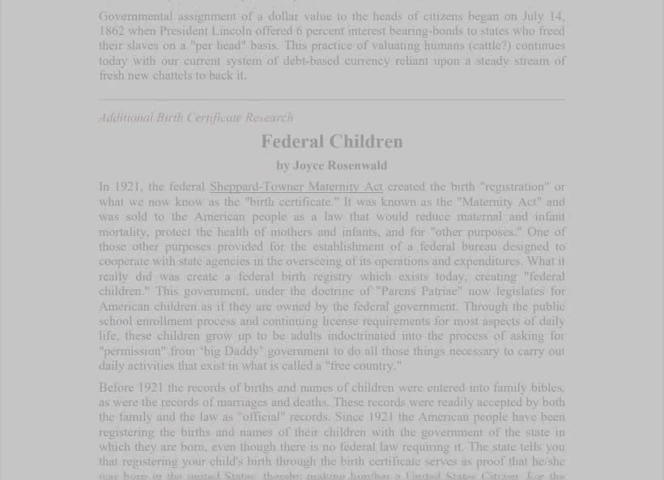 Governmental assignment of a dollar value to the heads of citizens began on July 14,
1862 when President Lincoln offered 6 percent interest bearing-bonds to states who freed
their slaves on a "per head" basis. This practice of valuing humans (cattle?) continues
today with our current system of debt-based currency reliant upon a steady stream of
fresh new chattels to back it.
Additional Birth Certificate Research
Federal Children
by Joyce Rosenwald
In 1921, the federal Sheppard-Towner Maternity Act created the birth "registration" or
what we now know as the "birth certificate." It was known as the "Maternity Act" and
was sold to the American people as a law that would reduce maternal and infant
mortality, protect the health of mothers and infants, and for "other purposes." One of
those other purposes provided for the establishment of a federal bureau designed to
cooperate with state agencies in the overseeing of its operations and expenditures. What it
really did was create a federal birth registry which exists today, creating "federal
children." This government, under the doctrine of "Parens Patriae" now legislates for
American children as if they are owned by the federal government. Through the public
school enrollment process and continuing license requirements for most aspects of daily
life, these children grow up to be adults indoctrinated into the process of asking for
"permission" from 'big Daddy' government to do all those things necessary to carry out
daily activities that exist in what is called a "free country."
Before 1921 the records of births and names of children were entered into family bibles,
as were the records of marriages and deaths. These records were readily accepted by both
the family and the law as "official" records. Since 1921 the American people have been
registering the births and names of their children with the government of the state in
which they are born, even though there is no federal law requiring it. The state tells you
that registering your child's birth through the birth certificate serves as proof that he/she
was born in the united States, thereby making him/her a United States Citizen. For the